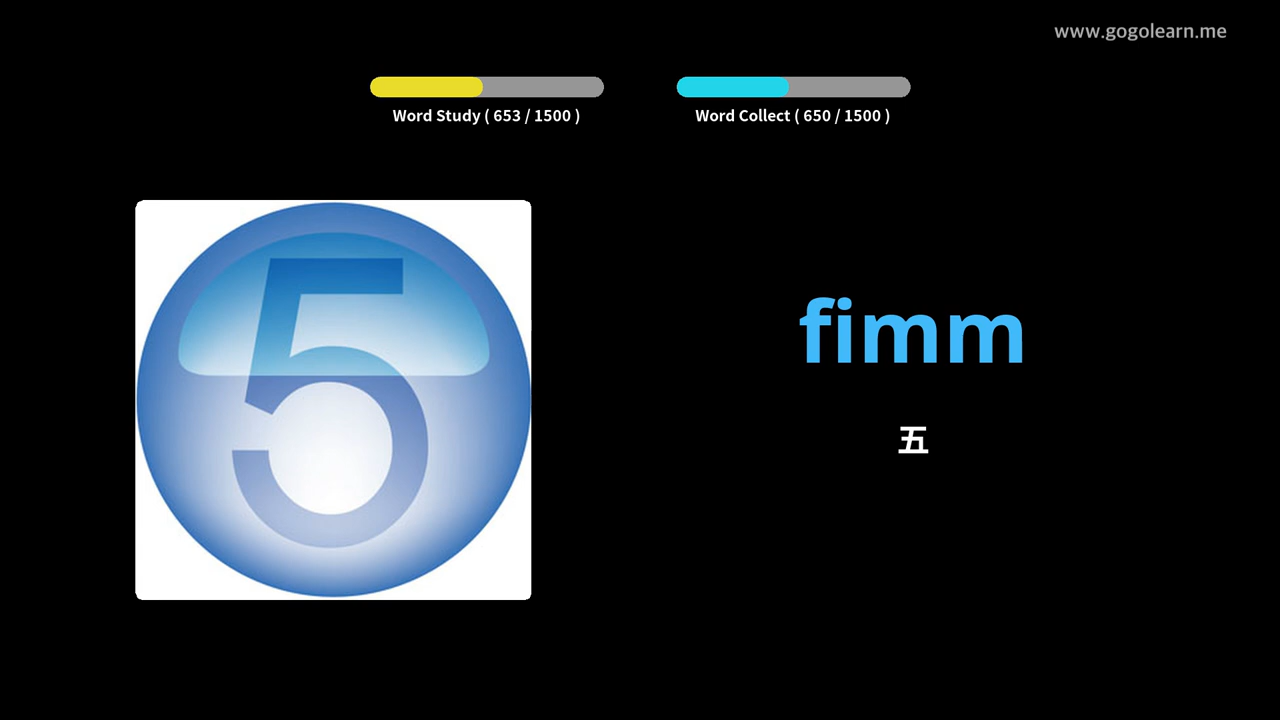 www.gogolearn.me
Word Study ( 653 / 1500 )
Word Collect ( 650 / 1500 )
5
fimm
五